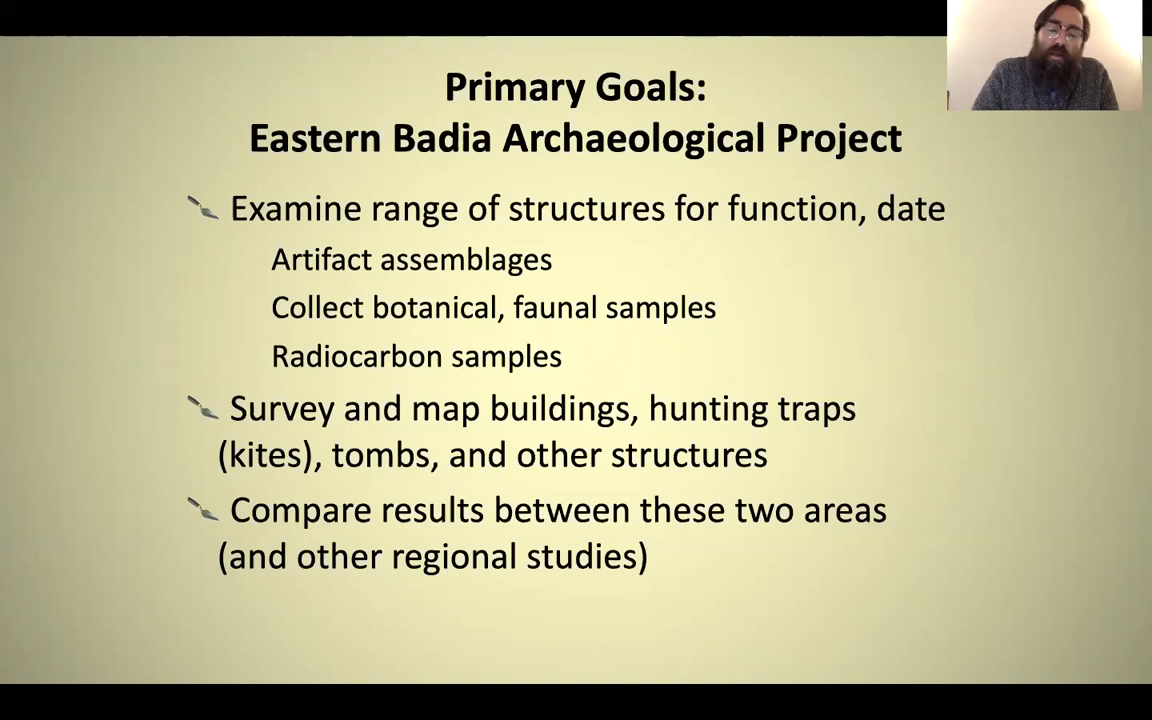 Primary Goals:
Eastern Badia Archaeological Project
Examine range of structures for function, date
Artifact assemblages
Collect botanical, faunal samples
Radiocarbon samples
Survey and map buildings, hunting traps
(kites), tombs, and other structures
Compare results between these two areas
(and other regional studies)